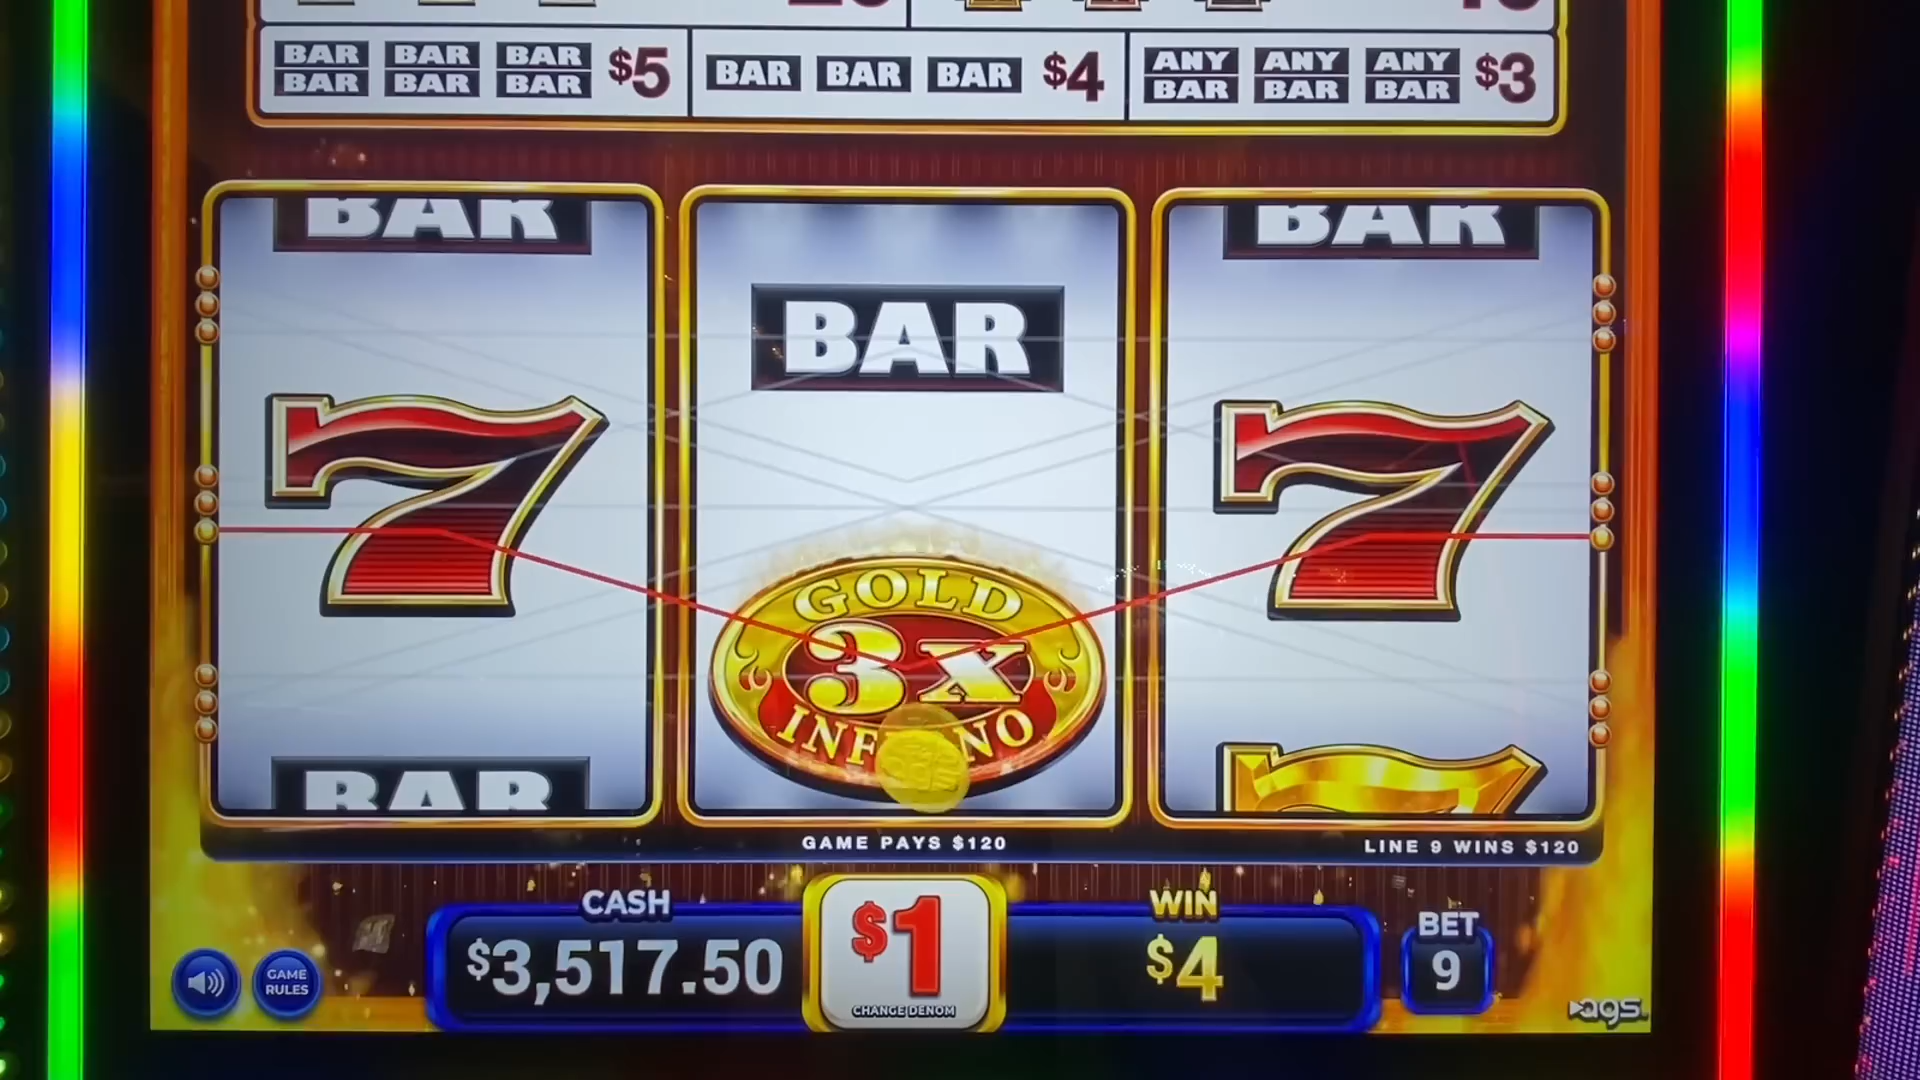 BAR BAR BAR $5
BAR BAR BAR
BAR BAR BAR $4
ANY ANY ANY $3
BAR BAR BAR
BAR
BAR
BAR
7
7
GOLD
3x
BAR
GAME PAYS $120
LINE 9 WINS $120
CASH
$3,517.50
$1
CHANGE DENOM
WIN
$4
BET
9
GAME
RULES
ags